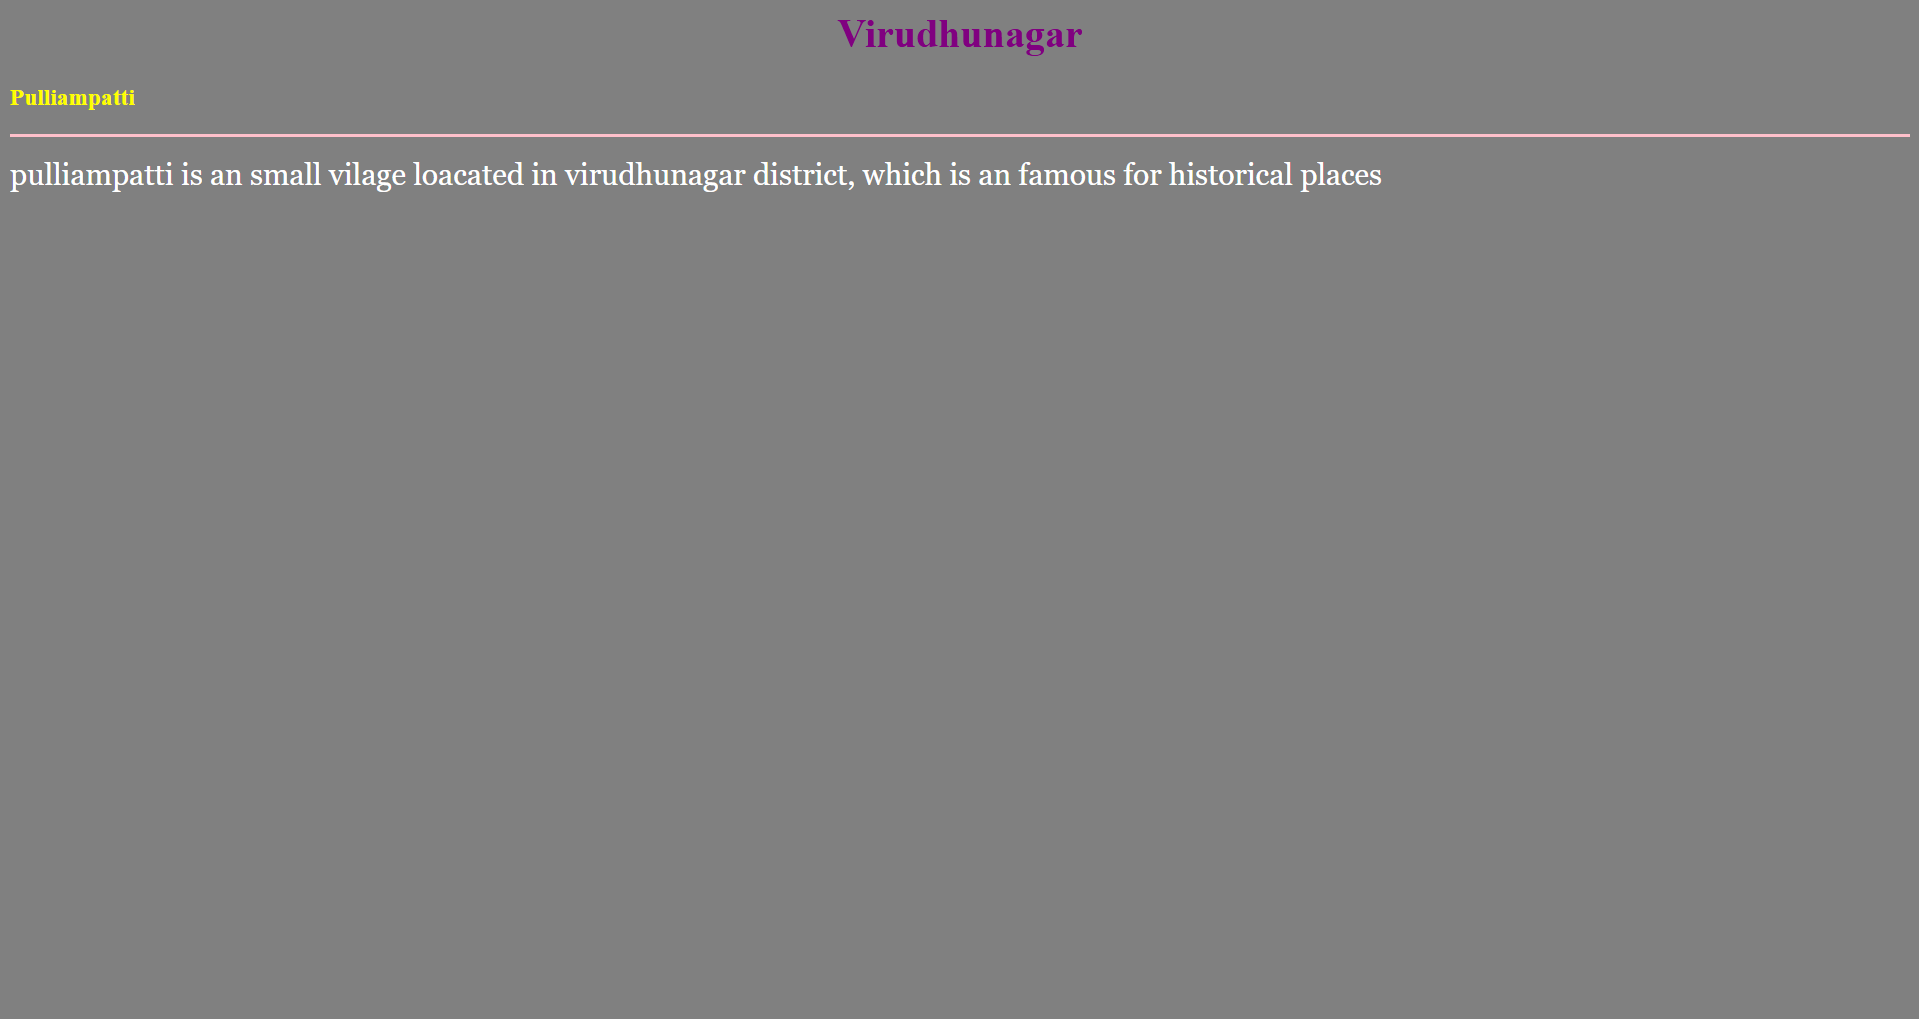 Virudhunagar
Pulliampatti
pulliampatti is an small vilage loacated in virudhunagar district, which is an famous for historical places